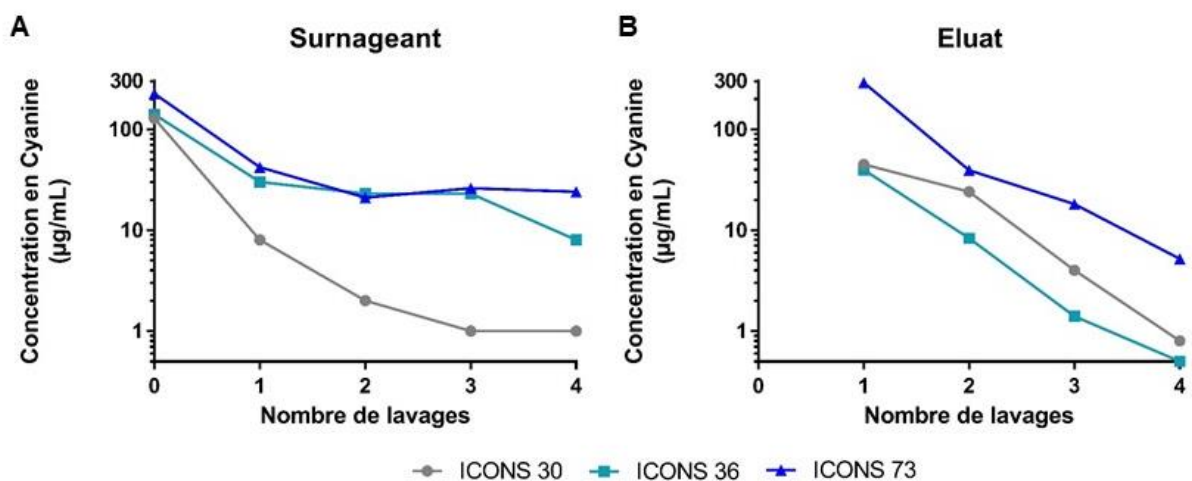 A
Surnageant
Concentration en Cyanine
(µg/mL)
300
100
10
1
0 1 2 3 4
Nombre de lavages
B
Eluat
Concentration en Cyanine
(µg/mL)
300
100
10
1
0 1 2 3 4
Nombre de lavages
ICONS 30 ICONS 36 ICONS 73